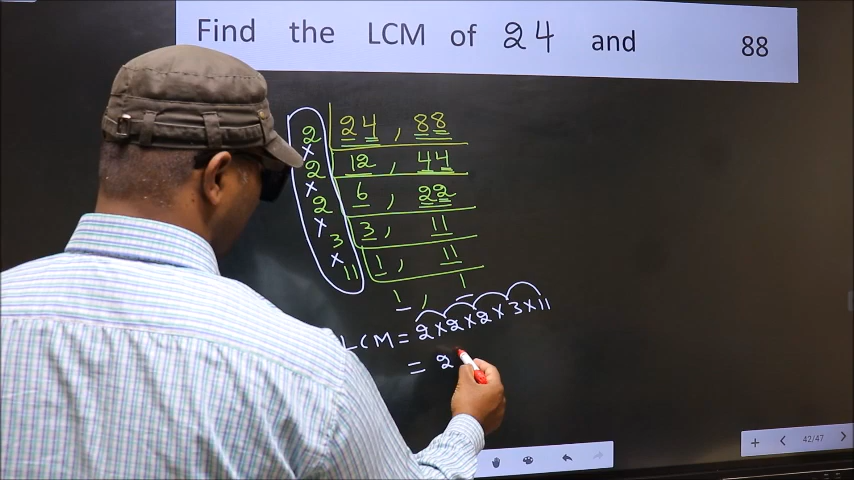 Find the LCM of 24 and 88
2 24 , 88
× 2 12 , 44
× 2 6 , 22
× 3 3 , 11
× 11 1 , 11
1 , 1
LCM = 2 × 2 × 2 × 3 × 11
= 2
+ < 42/47 >